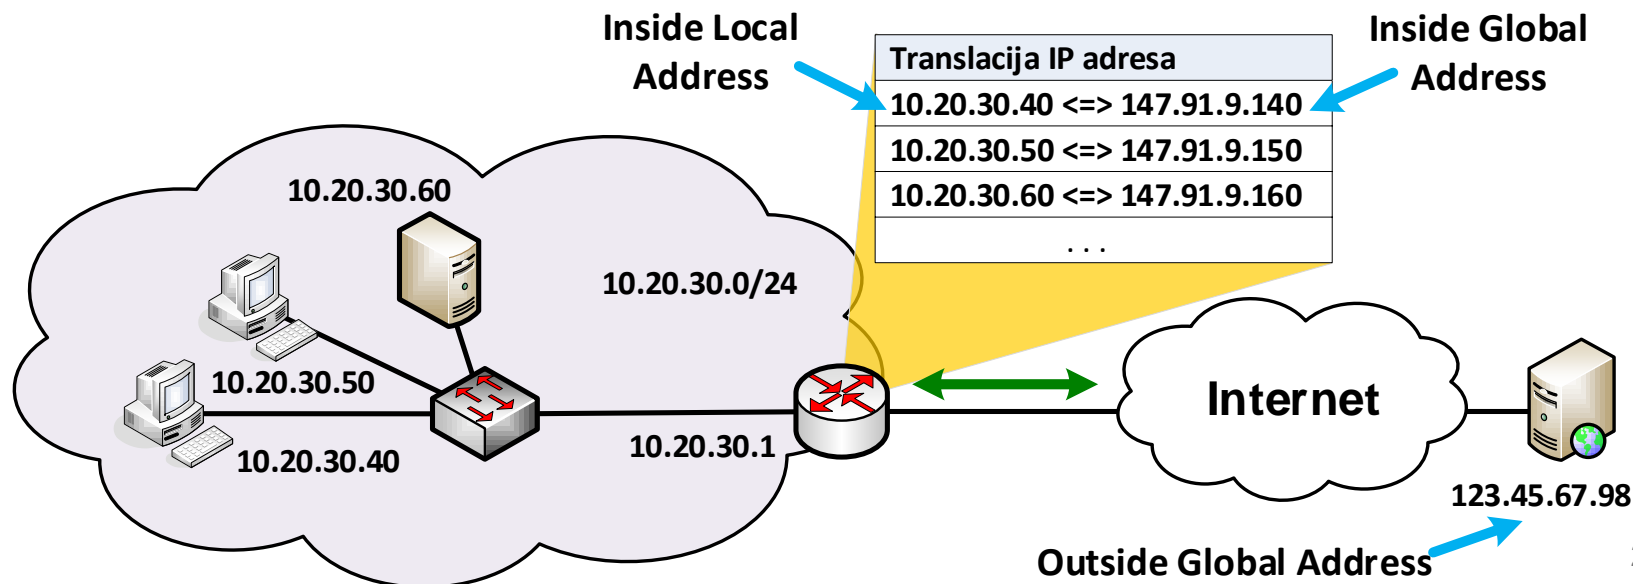 Inside Local
Address
Translacija IP adresa
10.20.30.40 <=> 147.91.9.140
10.20.30.50 <=> 147.91.9.150
10.20.30.60 <=> 147.91.9.160
. . .
Inside Global
Address
10.20.30.60
10.20.30.0/24
10.20.30.50
10.20.30.40
10.20.30.1
Internet
123.45.67.98
Outside Global Address